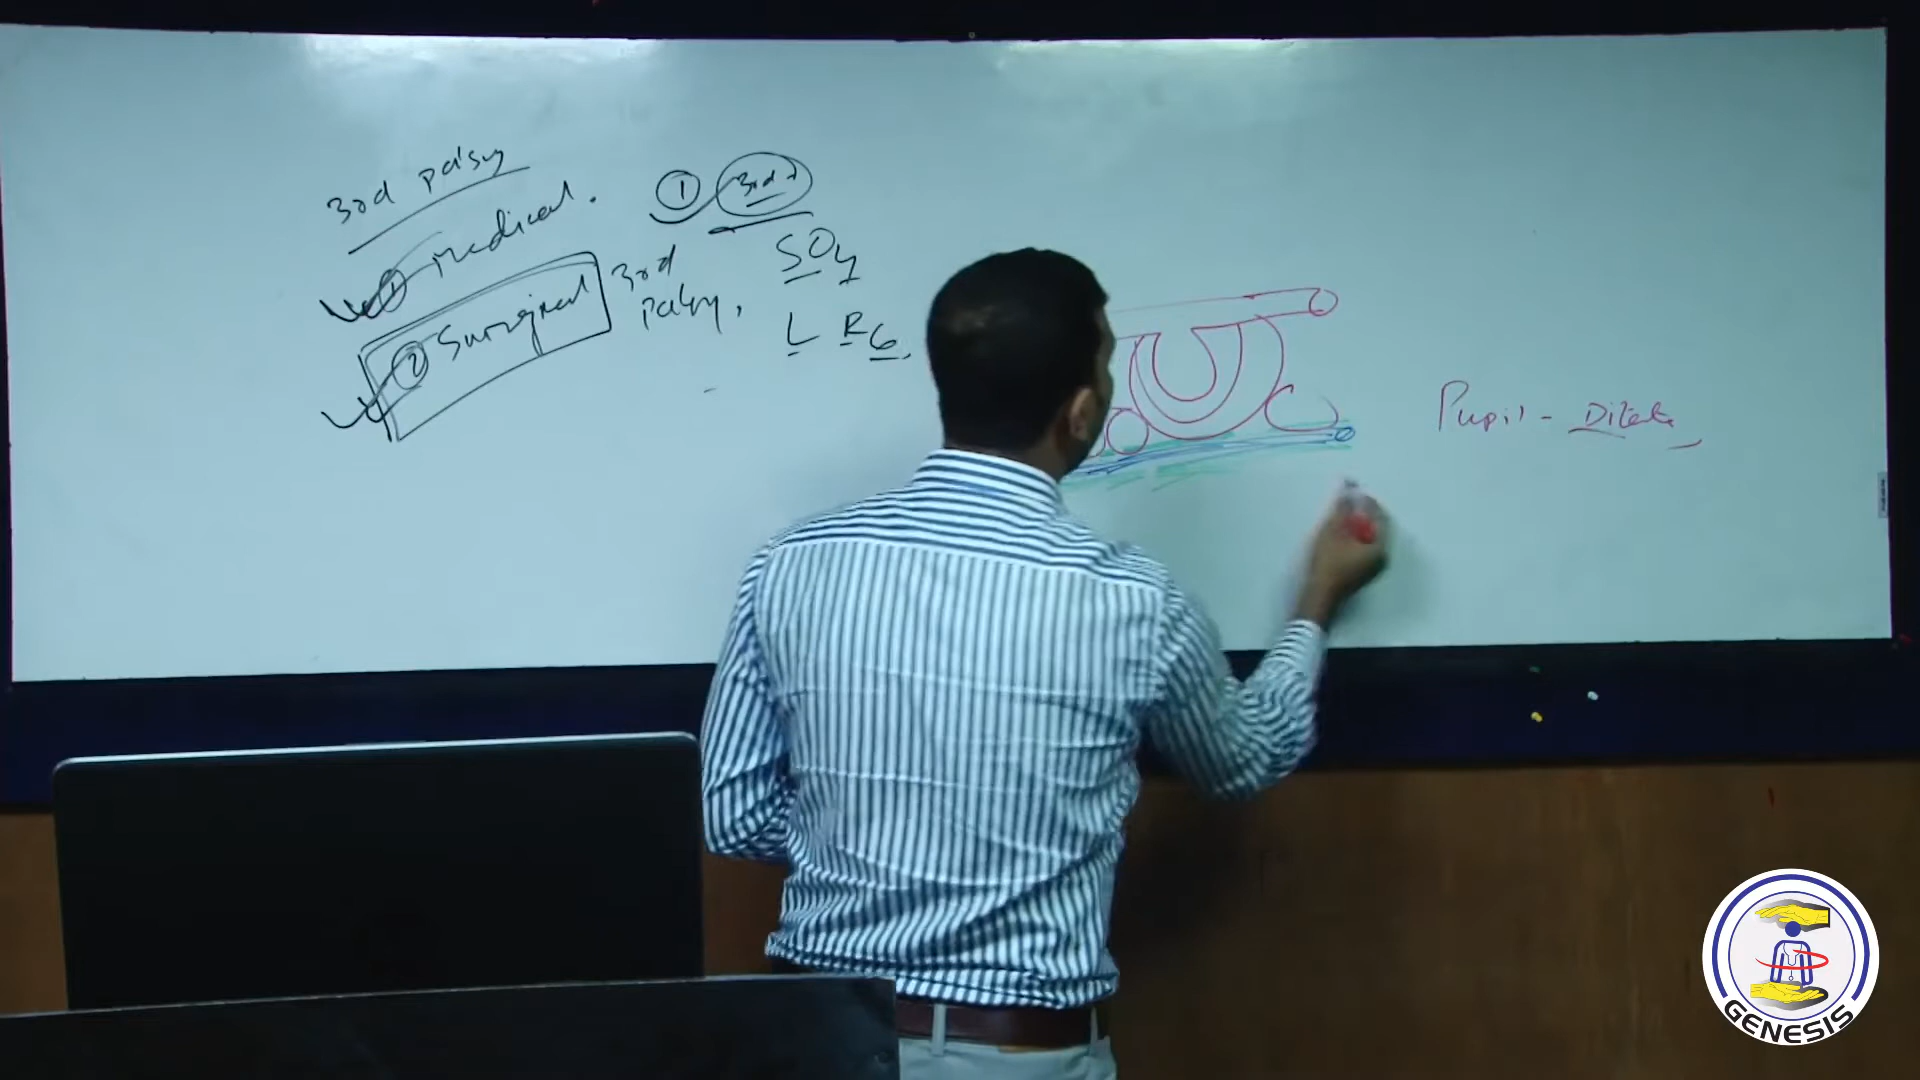 3rd palsy
① Medical.
② Surgical 3rd palsy.
① 3rd
SO4
LR6.
Pupil - Dilate
GENESIS